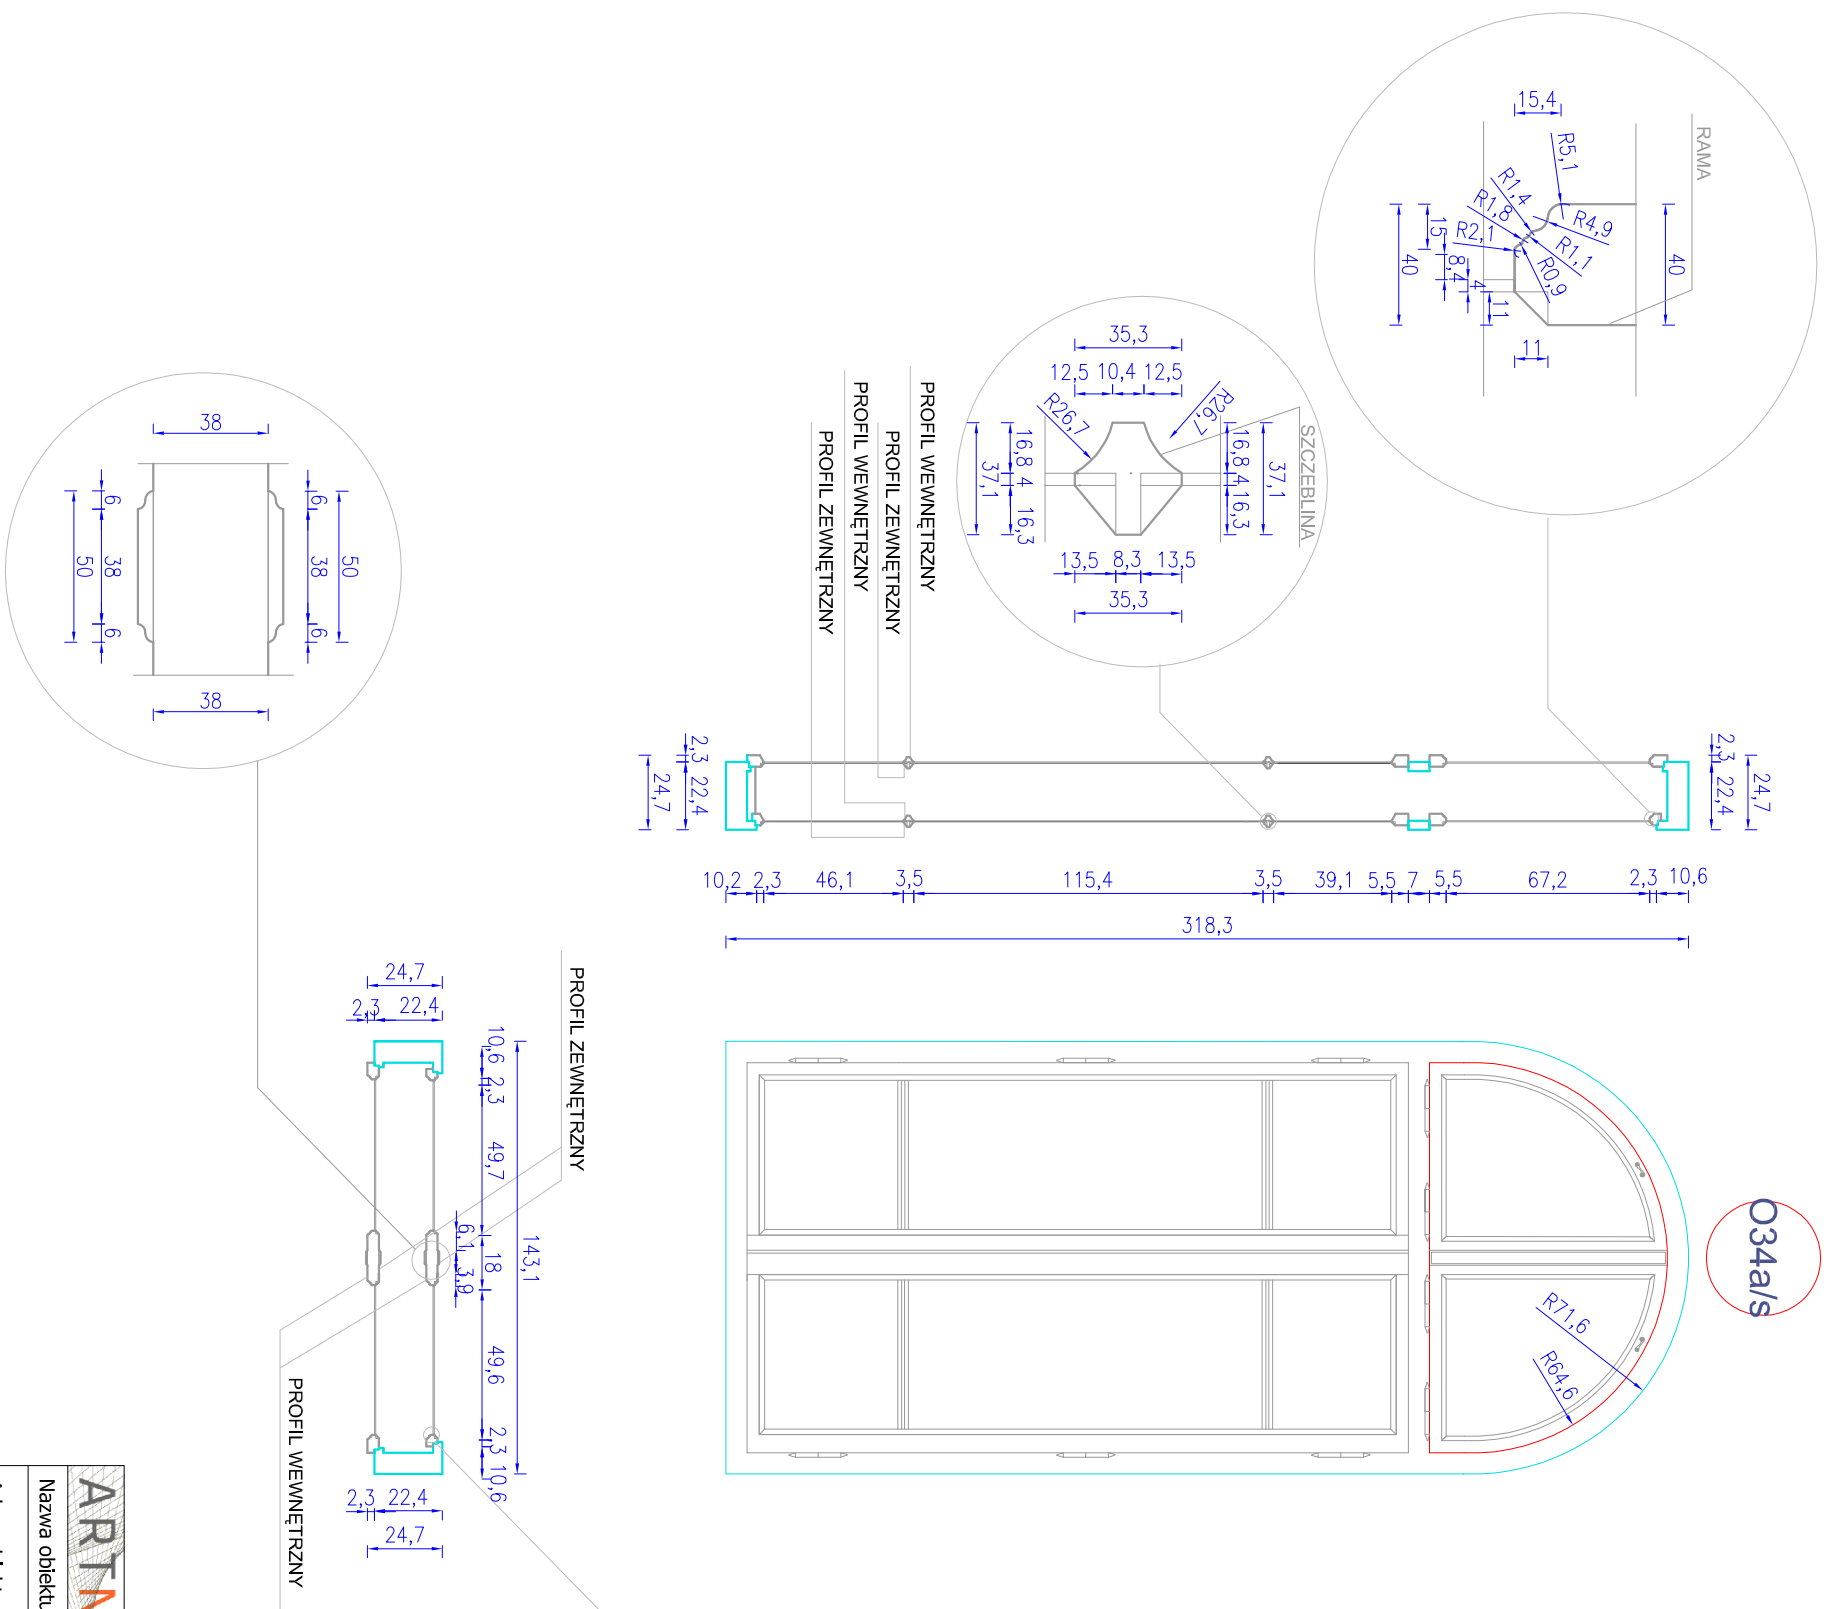 RAMA
15,4
R5,1
R1,4
R1,8
R2,1
R4,9
R1,1
R0,9
15
8,4
4
11
40
40
11
SZCZEBLINA
35,3
12,5 10,4 12,5
R26,7
R26,7
16,8 4 16,3
37,1
16,8 4 16,3
37,1
13,5 8,3 13,5
35,3
PROFIL WEWNĘTRZNY
PROFIL ZEWNĘTRZNY
PROFIL WEWNĘTRZNY
PROFIL ZEWNĘTRZNY
38
6 38 6
50
6 38 6
50
38
2,3 22,4
24,7
2,3 22,4
24,7
10,2 2,3 46,1 3,5 115,4 3,5 39,1 5,5 7 5,5 67,2 2,3 10,6
318,3
O34a/s
R71,6
R64,6
PROFIL ZEWNĘTRZNY
24,7
2,3 22,4
10,6 2,3 49,7 18 49,6 2,3 10,6
6,1 3,9
143,1
2,3 22,4
24,7
PROFIL WEWNĘTRZNY
ART
Nazwa obiektu